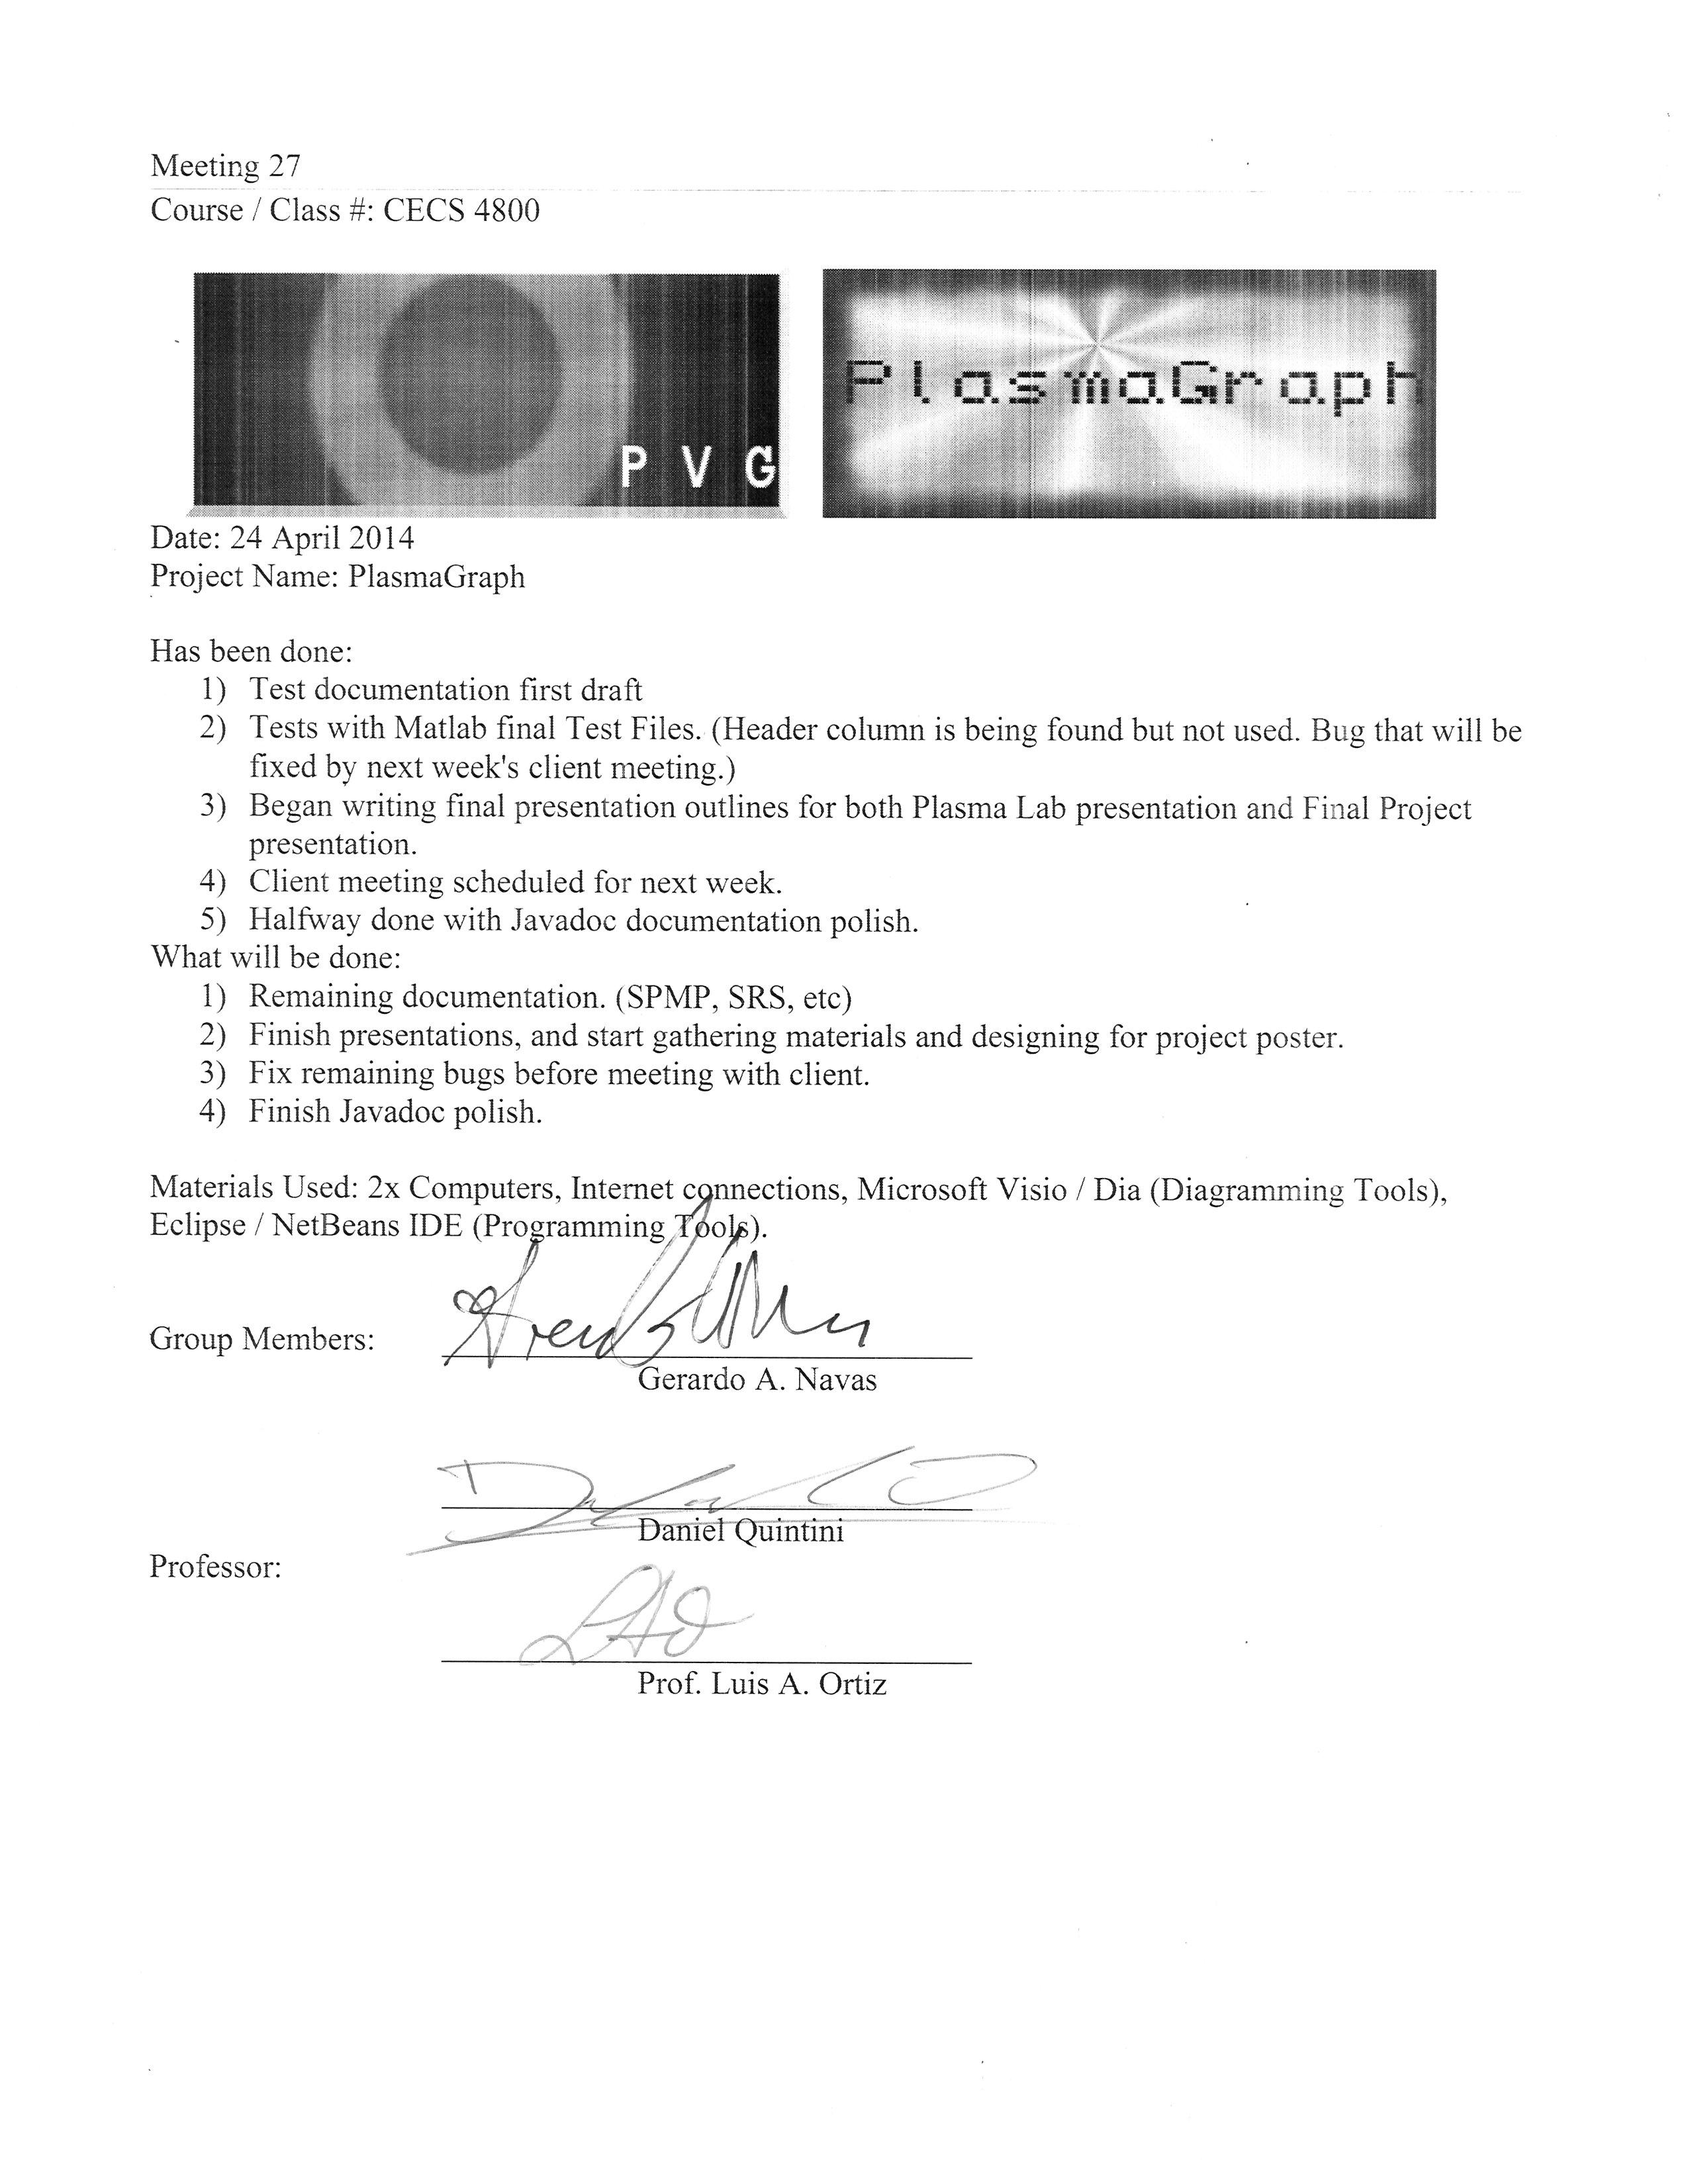 Meeting 27
Course / Class #: CECS 4800
P V G
PlasmaGraph
Date: 24 April 2014
Project Name: PlasmaGraph
Has been done:
1) Test documentation first draft
2) Tests with Matlab final Test Files. (Header column is being found but not used. Bug that will be
fixed by next week's client meeting.)
3) Began writing final presentation outlines for both Plasma Lab presentation and Final Project
presentation.
4) Client meeting scheduled for next week.
5) Halfway done with Javadoc documentation polish.
What will be done:
1) Remaining documentation. (SPMP, SRS, etc)
2) Finish presentations, and start gathering materials and designing for project poster.
3) Fix remaining bugs before meeting with client.
4) Finish Javadoc polish.
Materials Used: 2x Computers, Internet connections, Microsoft Visio / Dia (Diagramming Tools),
Eclipse / NetBeans IDE (Programming Tools).
Group Members:
Gerardo A. Navas
Daniel Quintini
Professor:
Prof. Luis A. Ortiz